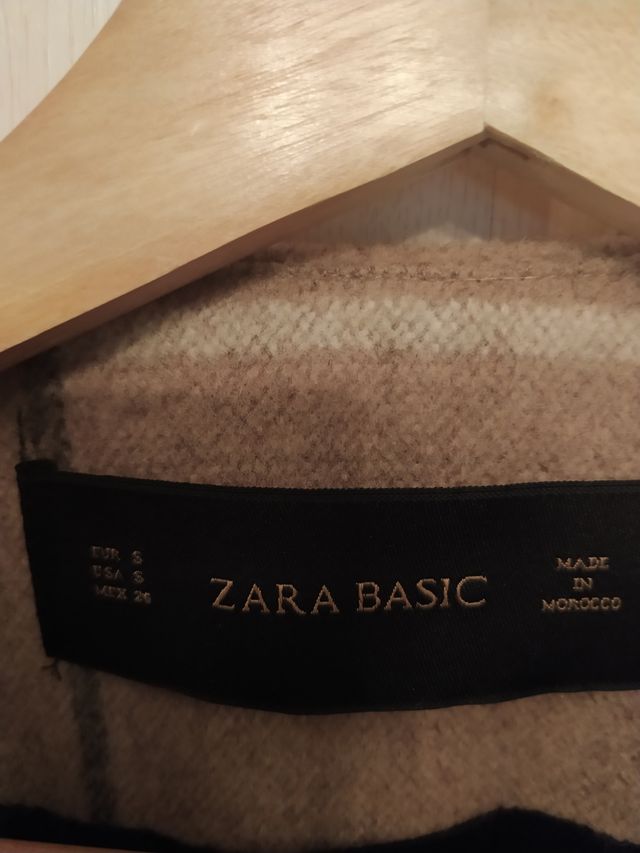 EUR S
USA S
MEX 26
ZARA BASIC
MADE
IN
MOROCCO